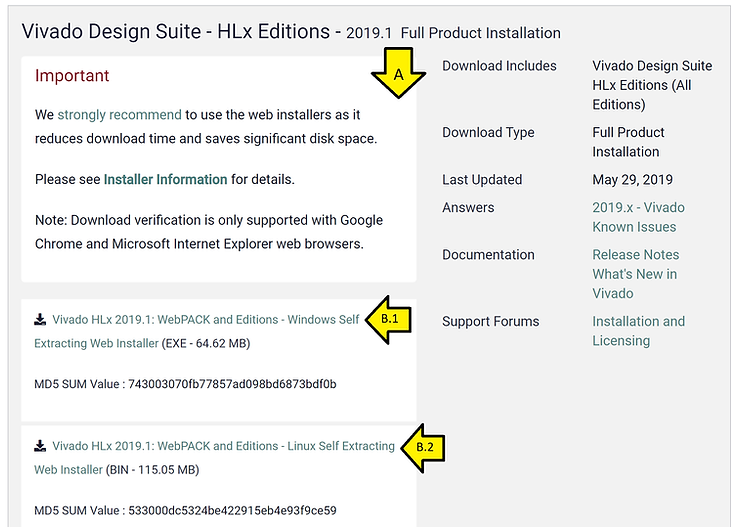 Vivado Design Suite - HLx Editions - 2019.1 Full Product Installation
A
Important
We strongly recommend to use the web installers as it
reduces download time and saves significant disk space.
Please see Installer Information for details.
Note: Download verification is only supported with Google
Chrome and Microsoft Internet Explorer web browsers.
Vivado HLx 2019.1: WebPACK and Editions - Windows Self
Extracting Web Installer (EXE - 64.62 MB)
B.1
MD5 SUM Value : 743003070fb77857ad098bd6873bdf0b
Vivado HLx 2019.1: WebPACK and Editions - Linux Self Extracting
Web Installer (BIN - 115.05 MB)
B.2
MD5 SUM Value : 533000dc5324be422915eb4e93f9ce59
Download Includes
Vivado Design Suite
HLx Editions (All
Editions)
Download Type
Full Product
Installation
Last Updated
May 29, 2019
Answers
2019.x - Vivado
Known Issues
Documentation
Release Notes
What's New in
Vivado
Support Forums
Installation and
Licensing